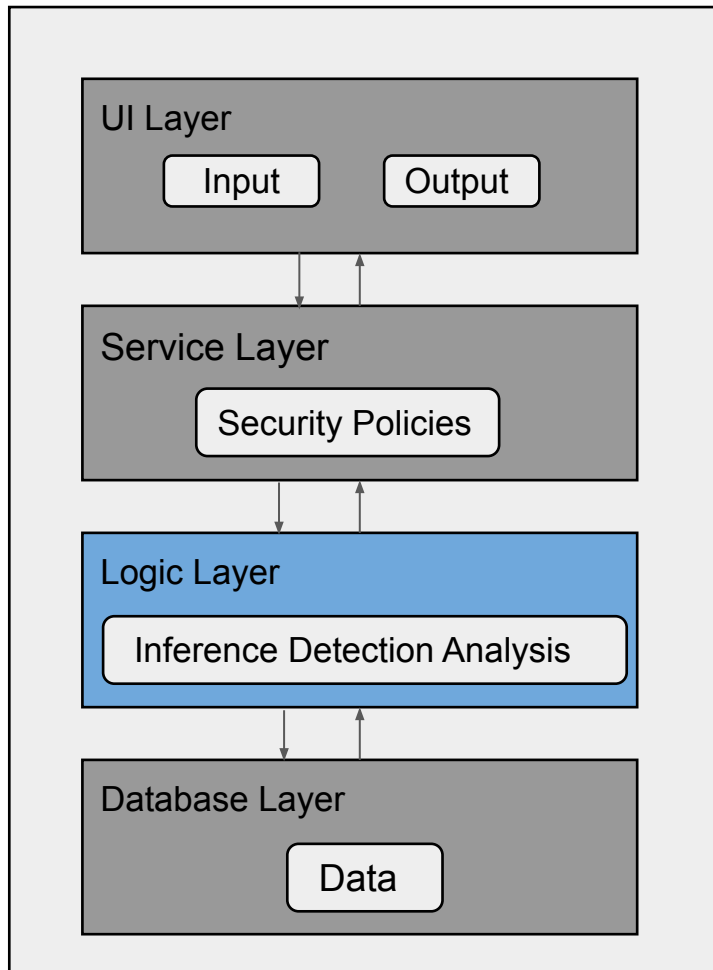 UI Layer
Input Output
Service Layer
Security Policies
Logic Layer
Inference Detection Analysis
Database Layer
Data